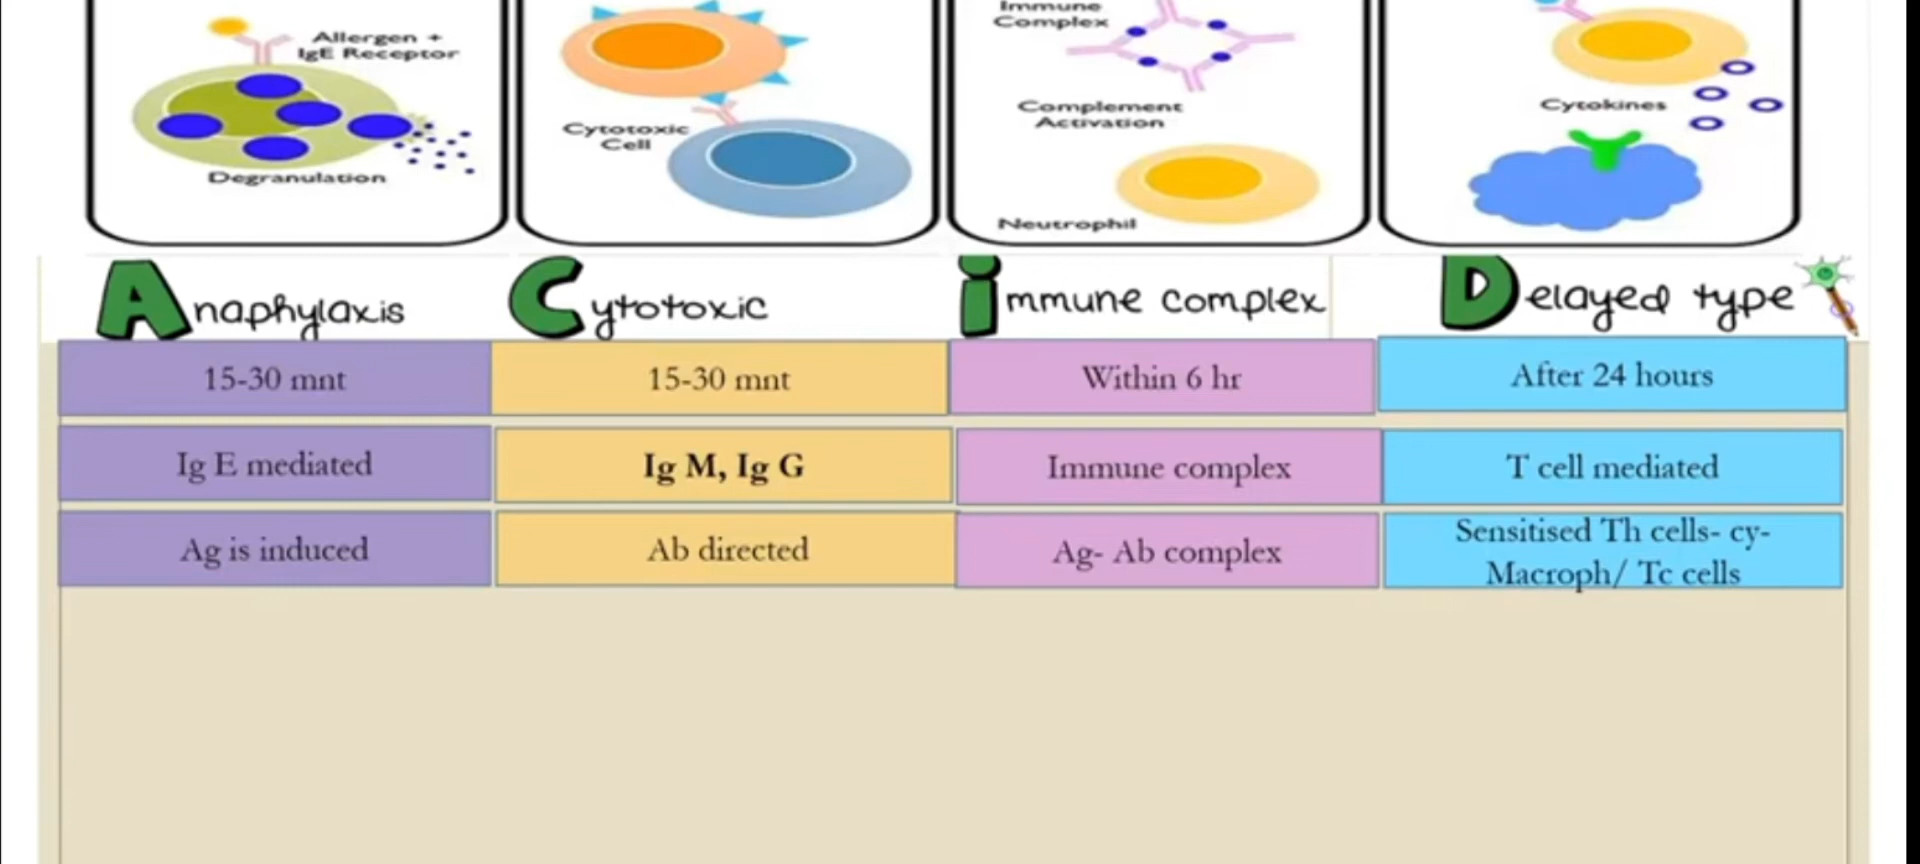 Allergen +
IgE Receptor
Degranulation
Cytotoxic
Cell
Immune
Complex
Complement
Activation
Neutrophil
Cytokines
Anaphylaxis
Cytotoxic
immune complex
Delayed type
15-30 mnt
15-30 mnt
Within 6 hr
After 24 hours
Ig E mediated
Ig M, Ig G
Immune complex
T cell mediated
Ag is induced
Ab directed
Ag- Ab complex
Sensitised Th cells- cy-
Macroph/ Tc cells